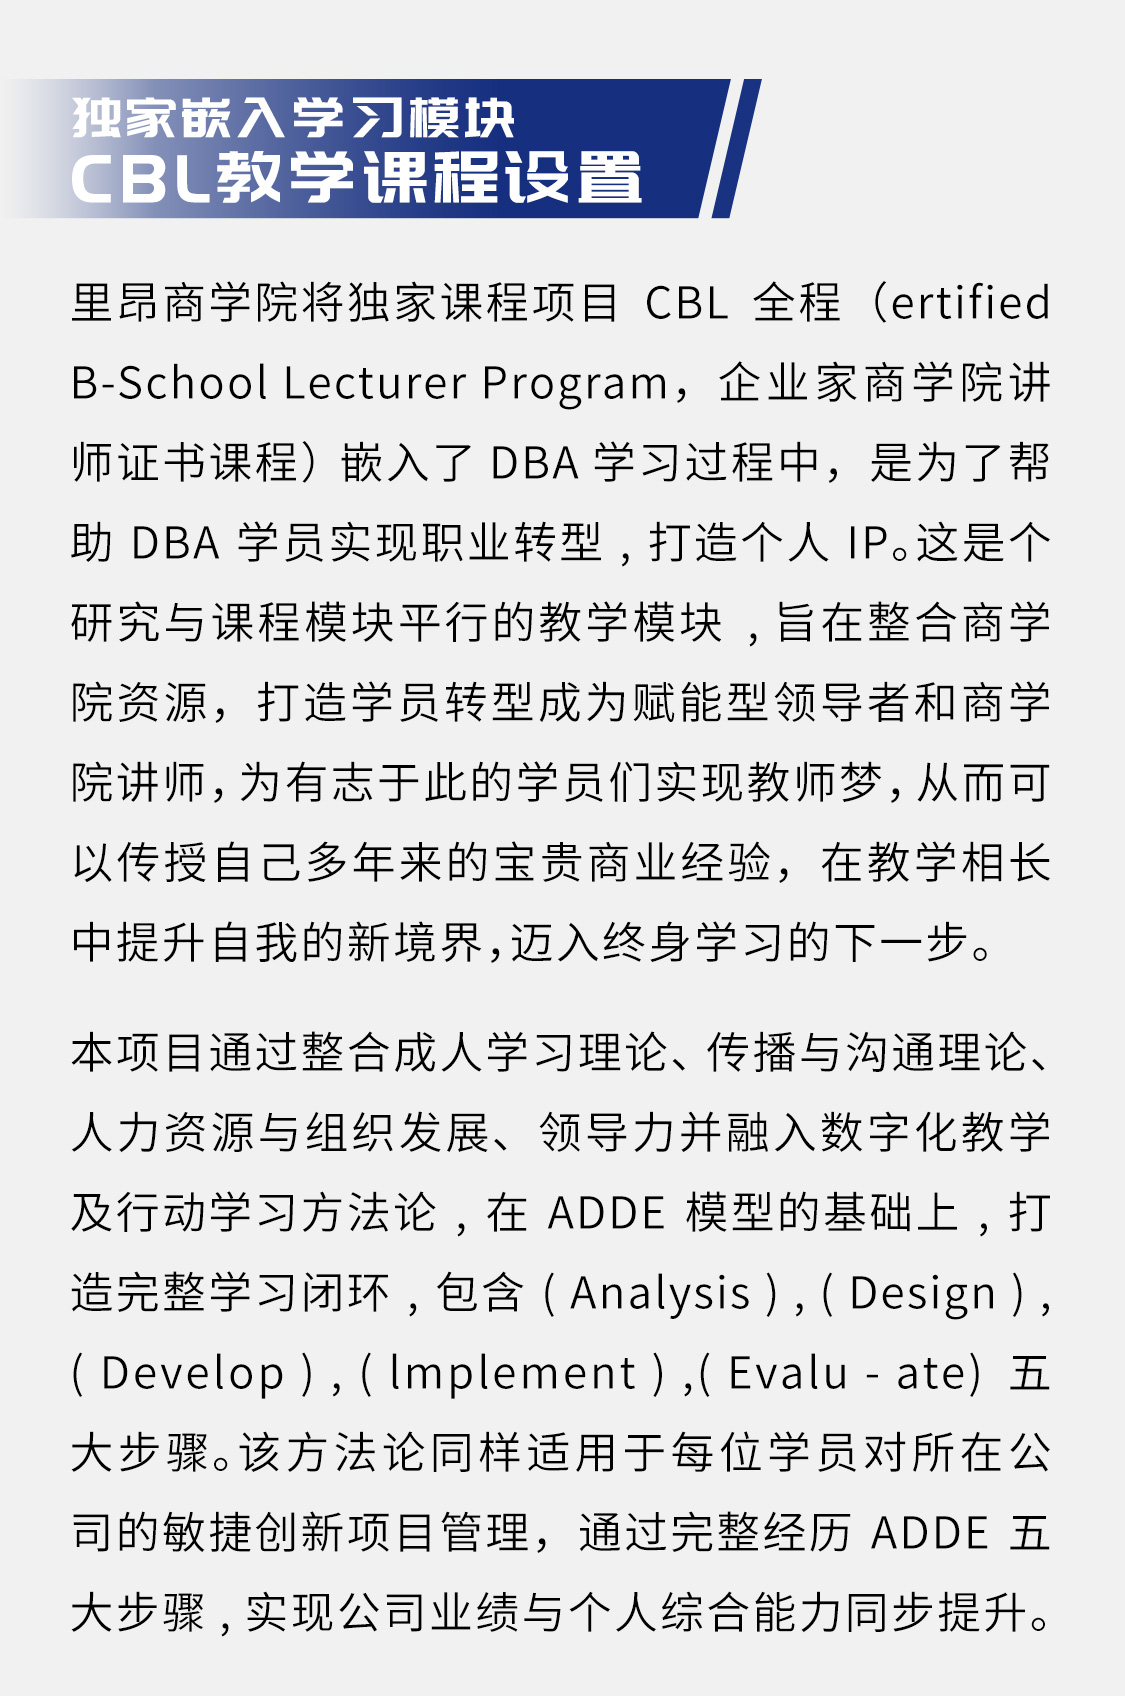 独家嵌入学习模块
CBL教学课程设置
里昂商学院将独家课程项目 CBL 全程（ertified
B-School Lecturer Program，企业家商学院讲
师证书课程）嵌入了 DBA 学习过程中，是为了帮
助 DBA 学员实现职业转型 , 打造个人 IP。这是个
研究与课程模块平行的教学模块 , 旨在整合商学
院资源，打造学员转型成为赋能型领导者和商学
院讲师，为有志于此的学员们实现教师梦，从而可
以传授自己多年来的宝贵商业经验，在教学相长
中提升自我的新境界，迈入终身学习的下一步。
本项目通过整合成人学习理论、传播与沟通理论、
人力资源与组织发展、领导力并融入数字化教学
及行动学习方法论 , 在 ADDE 模型的基础上 , 打
造完整学习闭环 , 包含 ( Analysis ) , ( Design ) ,
( Develop ) , ( lmplement ) ,( Evalu - ate) 五
大步骤。该方法论同样适用于每位学员对所在公
司的敏捷创新项目管理，通过完整经历 ADDE 五
大步骤 , 实现公司业绩与个人综合能力同步提升。